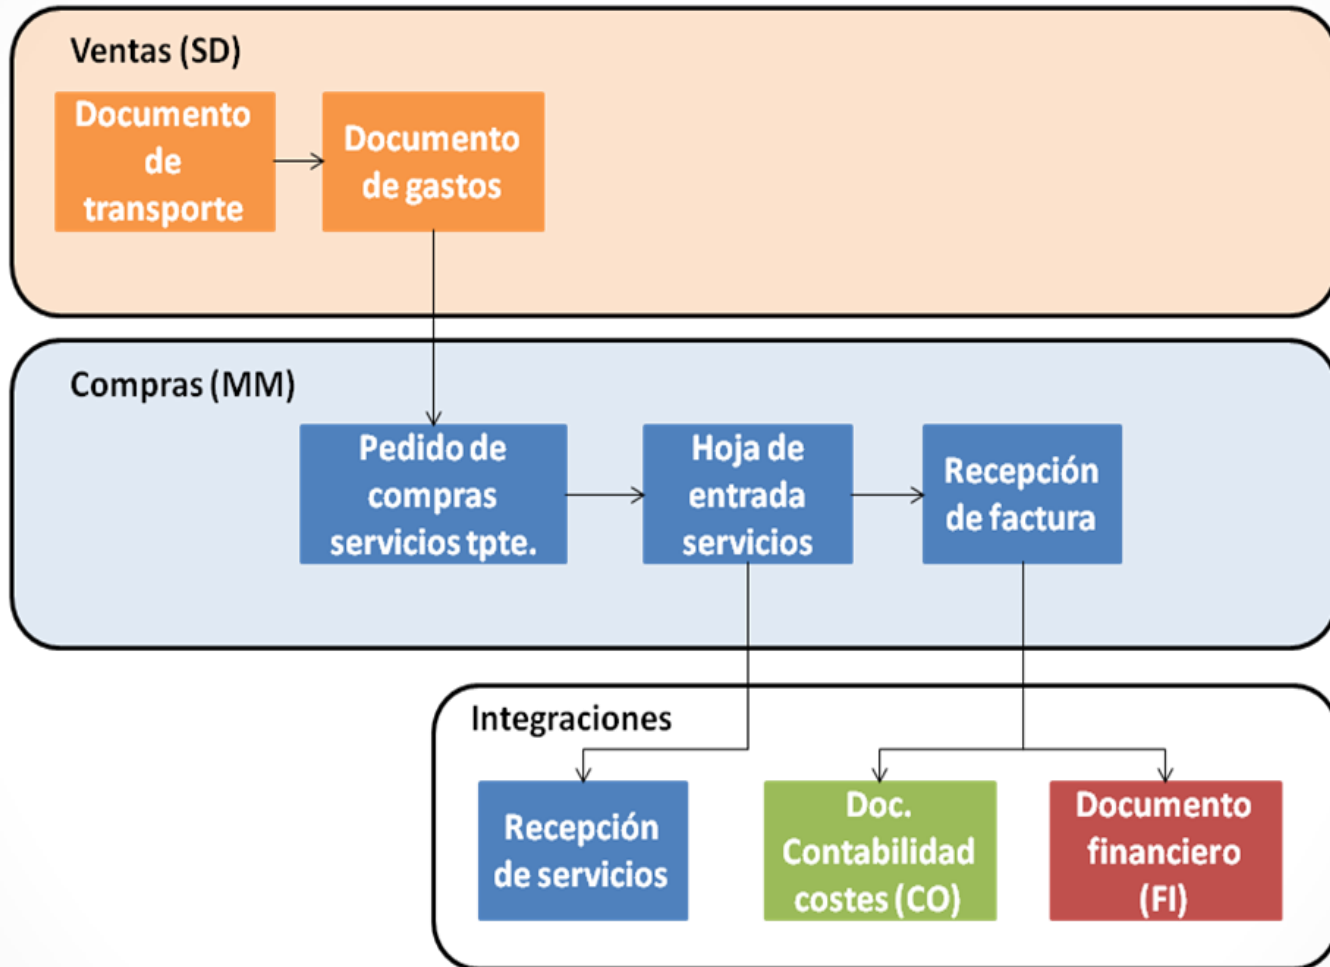 Ventas (SD)
Documento
de
transporte
Documento
de gastos
Compras (MM)
Pedido de
compras
servicios tpte.
Hoja de
entrada
servicios
Recepción
de factura
Integraciones
Recepción
de servicios
Doc.
Contabilidad
costes (CO)
Documento
financiero
(FI)